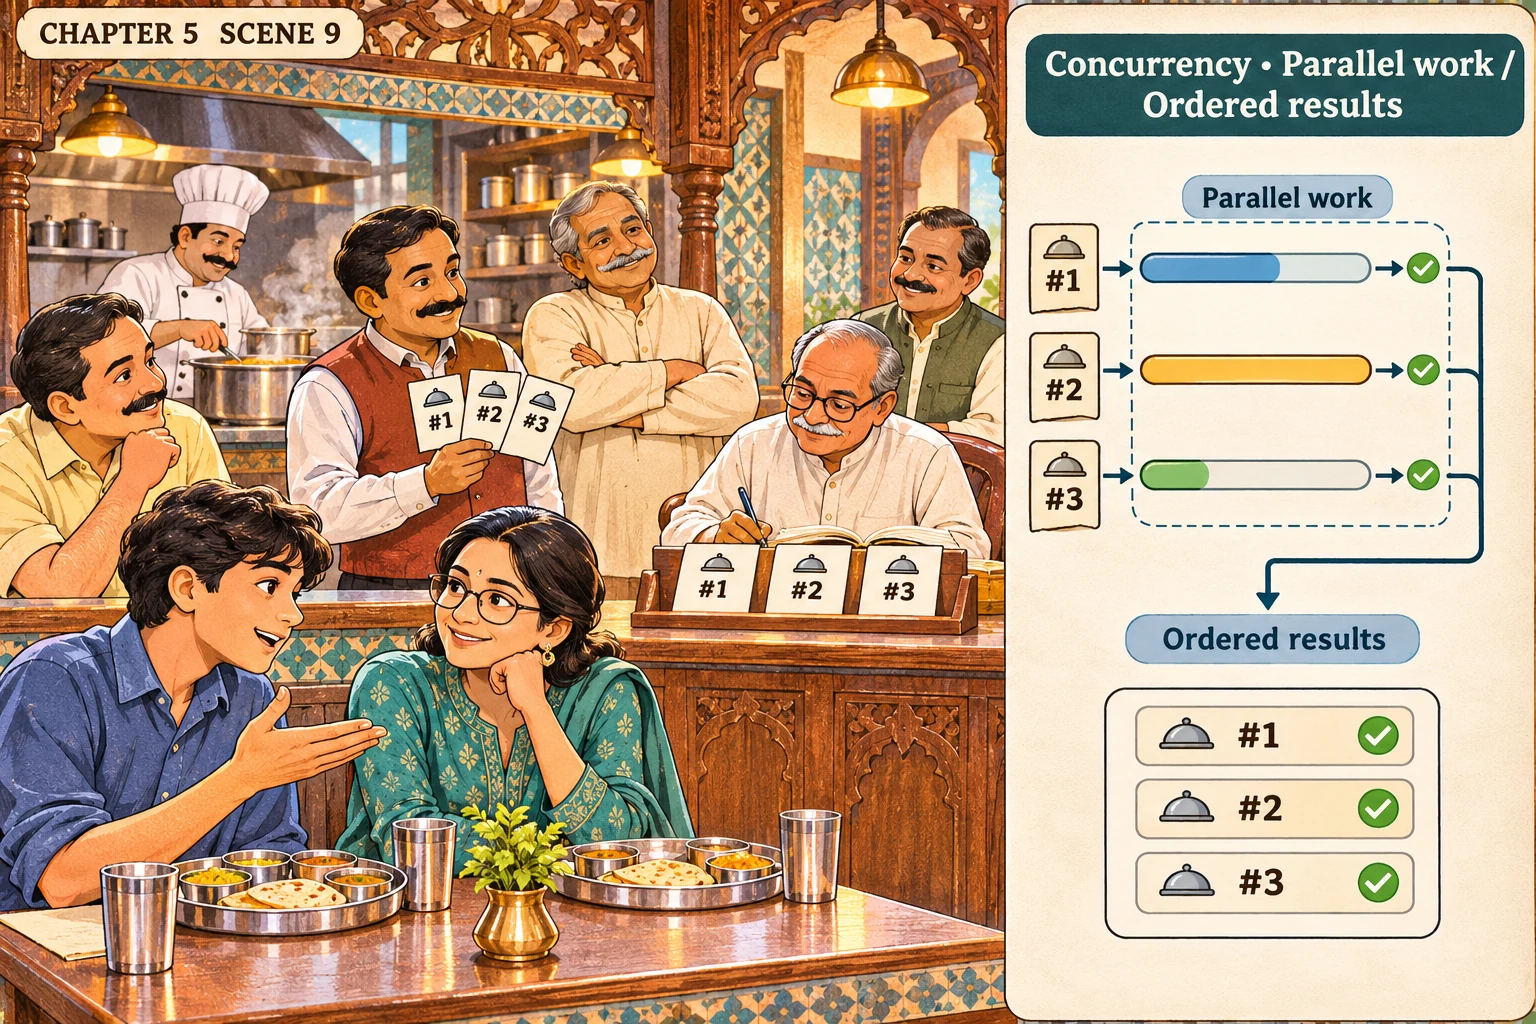 CHAPTER 5 SCENE 9
#1
#2
#3
#1
#2
#3
Concurrency • Parallel work /
Ordered results
Parallel work
#1
#2
#3
Ordered results
#1
#2
#3